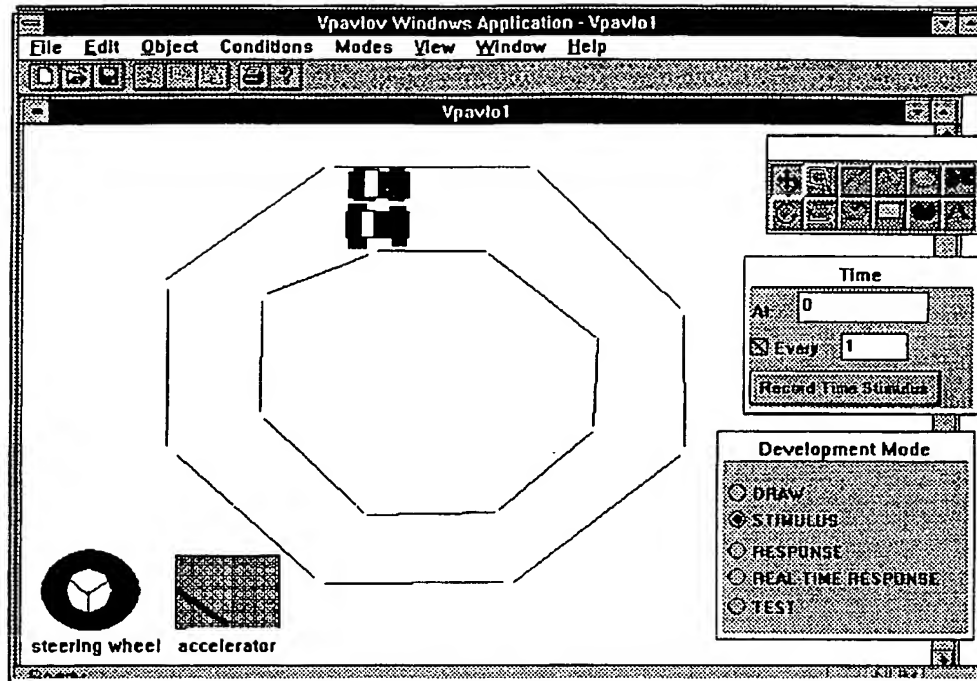 Vpavlov Windows Application - Vpavlo1
File Edit Object Conditions Modes View Window Help
Vpavlo1
Time
At 0
Every 1
Record Time Stimulus
Development Mode
DRAW
STIMULUS
RESPONSE
REAL TIME RESPONSE
TEST
steering wheel accelerator